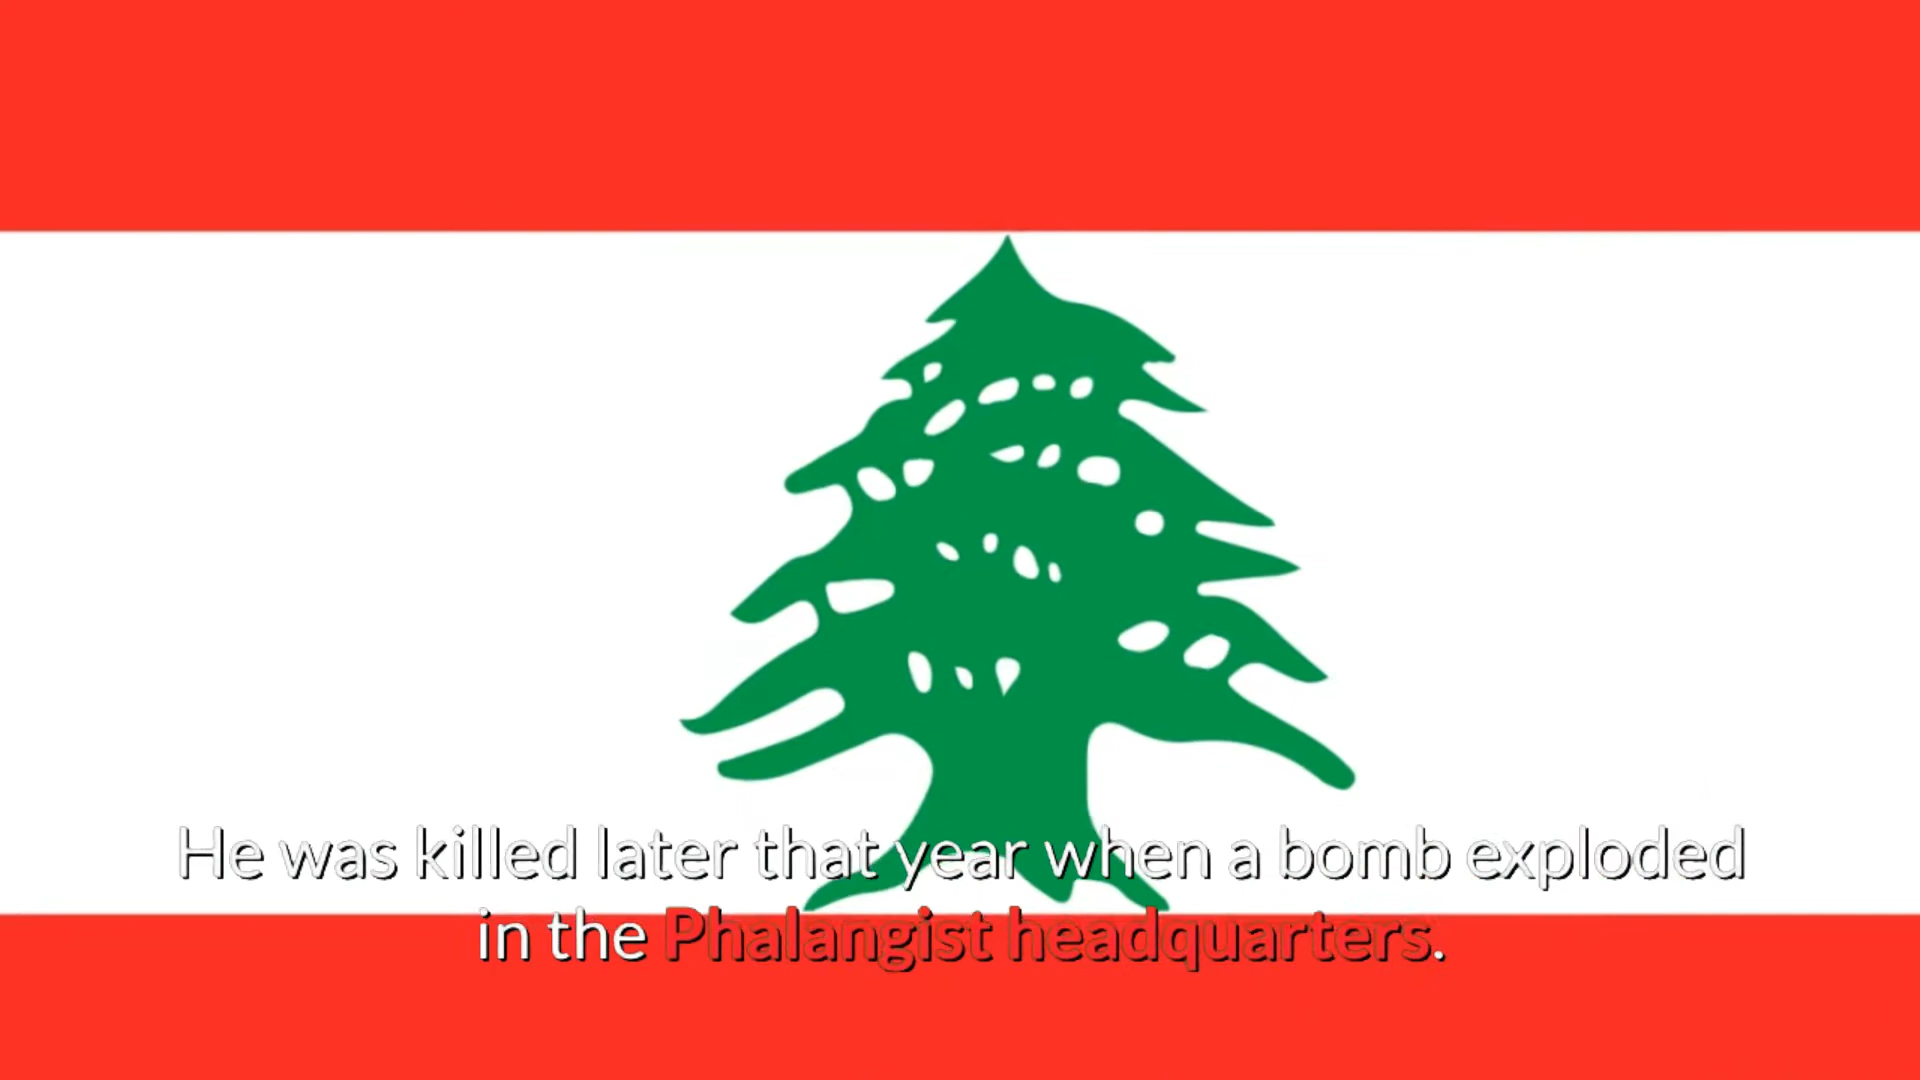 He was killed later that year when a bomb exploded
in the Phalangist headquarters.